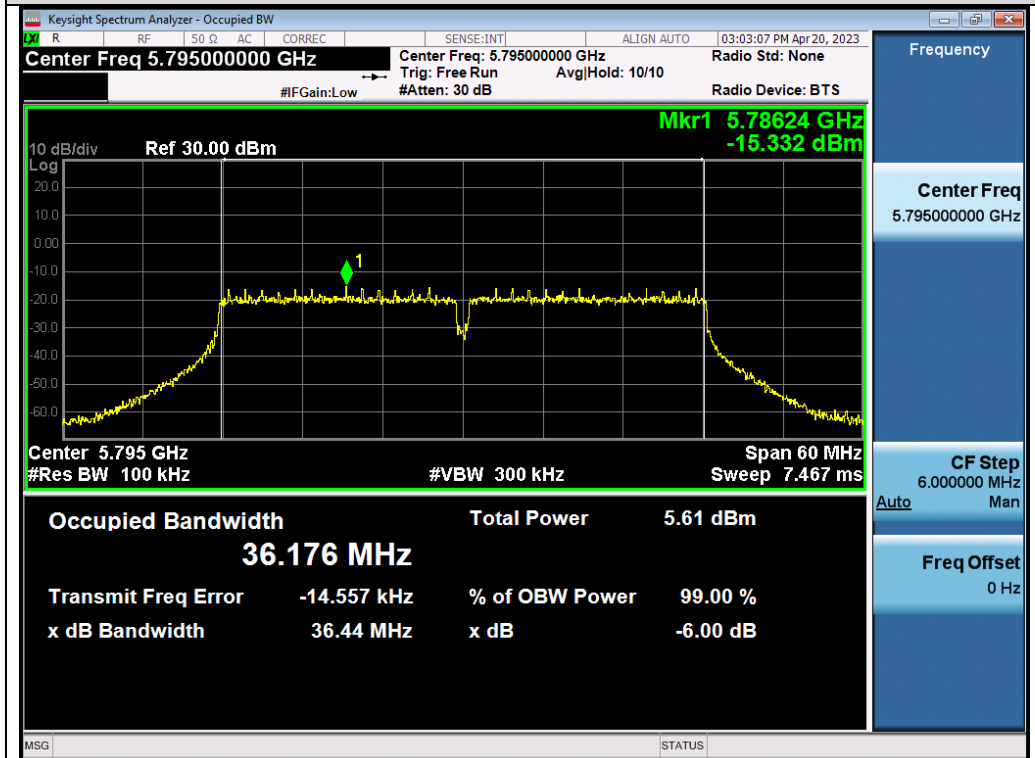 Keysight Spectrum Analyzer - Occupied BW
LXI R RF 50 Ω AC CORREC SENSE:INT ALIGN AUTO 03:03:07 PM Apr 20, 2023
Center Freq 5.795000000 GHz
#IFGain:Low
Center Freq: 5.795000000 GHz
Trig: Free Run Avg|Hold: 10/10
#Atten: 30 dB
Radio Std: None
Radio Device: BTS
Mkr1 5.78624 GHz
-15.332 dBm
10 dB/div Ref 30.00 dBm
Log
20.0
10.0
0.00
-10.0
-20.0
-30.0
-40.0
-50.0
-60.0
1
Center 5.795 GHz Span 60 MHz
#Res BW 100 kHz #VBW 300 kHz Sweep 7.467 ms
Occupied Bandwidth Total Power 5.61 dBm
36.176 MHz
Transmit Freq Error -14.557 kHz % of OBW Power 99.00 %
x dB Bandwidth 36.44 MHz x dB -6.00 dB
Frequency
Center Freq
5.795000000 GHz
CF Step
6.000000 MHz
Auto Man
Freq Offset
0 Hz
MSG STATUS